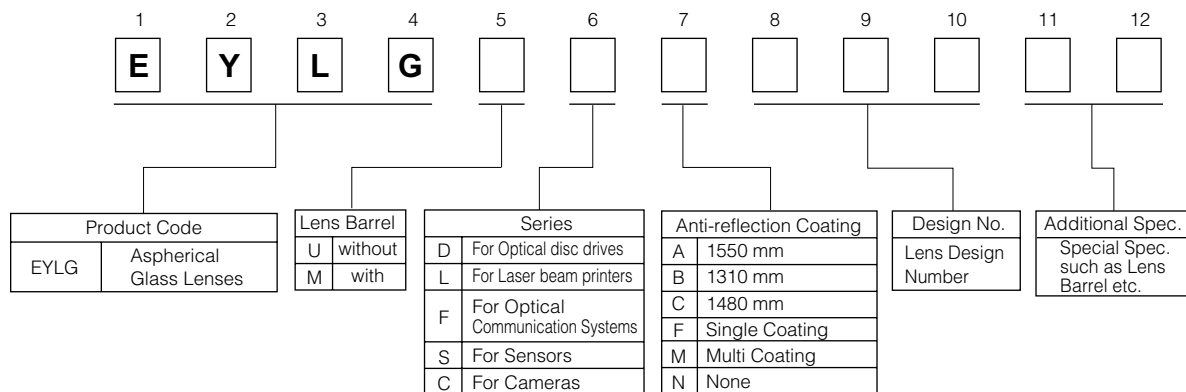 1 2 3 4 5 6 7 8 9 10 11 12
E Y L G
Product Code
EYLG Aspherical
Glass Lenses
Lens Barrel
U without
M with
Series
D For Optical disc drives
L For Laser beam printers
F For Optical
Communication Systems
S For Sensors
C For Cameras
Anti-reflection Coating
A 1550 mm
B 1310 mm
C 1480 mm
F Single Coating
M Multi Coating
N None
Design No.
Lens Design
Number
Additional Spec.
Special Spec.
such as Lens
Barrel etc.